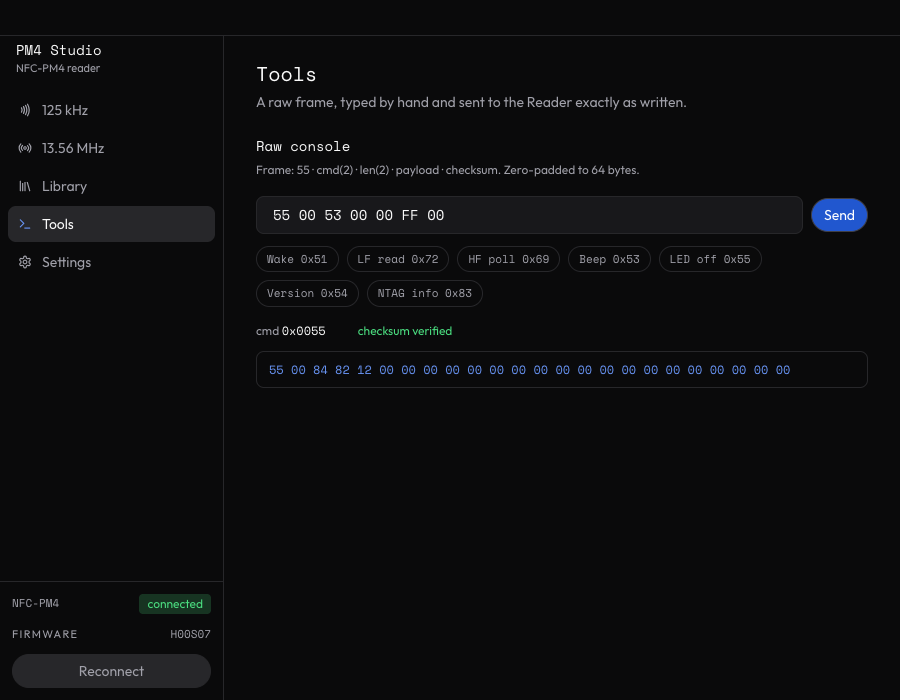 PM4 Studio
NFC-PM4 reader
125 kHz
13.56 MHz
Library
Tools
Settings
NFC-PM4 connected
FIRMWARE H00S07
Reconnect
Tools
A raw frame, typed by hand and sent to the Reader exactly as written.
Raw console
Frame: 55 · cmd(2) · len(2) · payload · checksum. Zero-padded to 64 bytes.
55 00 53 00 00 FF 00 Send
Wake 0x51 LF read 0x72 HF poll 0x69 Beep 0x53 LED off 0x55
Version 0x54 NTAG info 0x83
cmd 0x0055 checksum verified
55 00 84 82 12 00 00 00 00 00 00 00 00 00 00 00 00 00 00 00 00 00 00 00